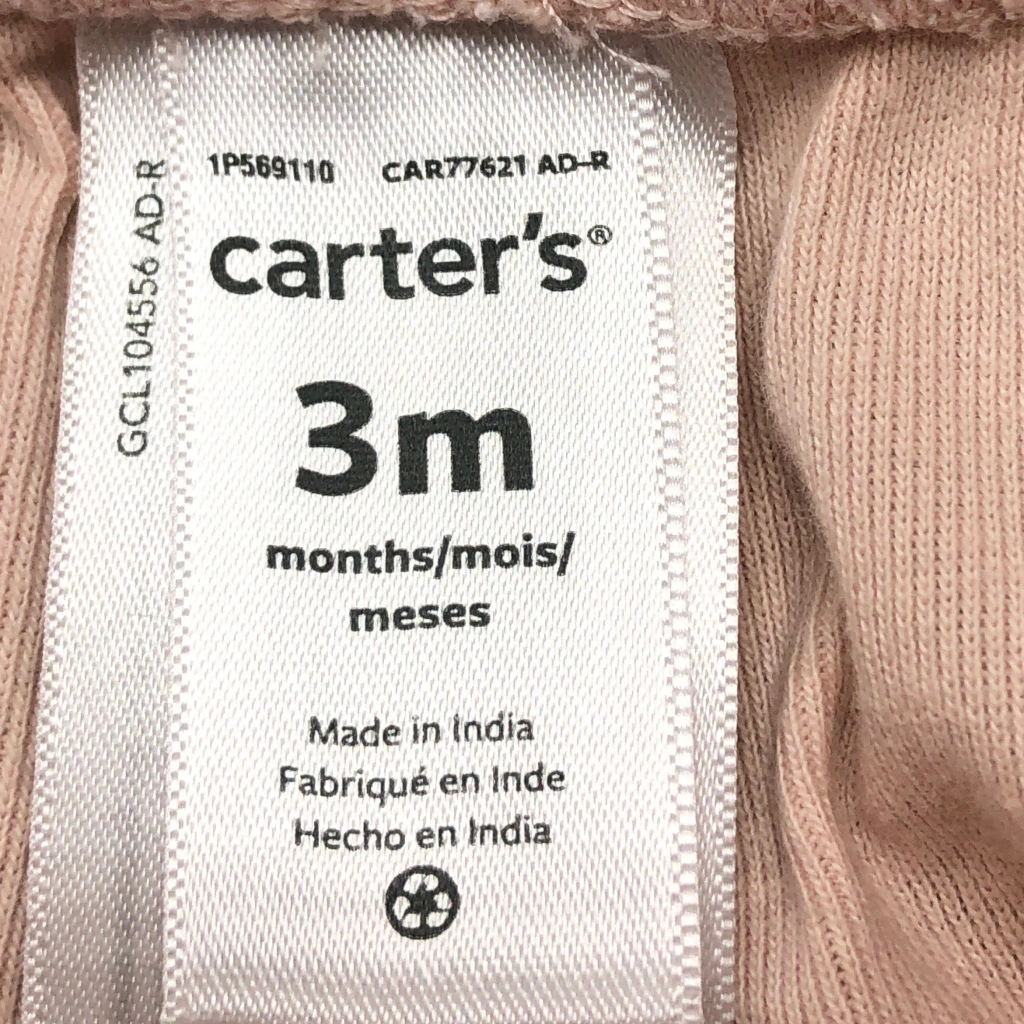 1P569110 CAR77621 AD-R
carter's®
3m
months/mois/
meses
Made in India
Fabriqué en Inde
Hecho en India
GCL104556 AD-R